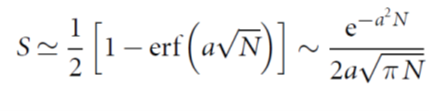 S ≃ 1/2 [1 − erf(a√N)] ~ e^{−a²N} / 2a√(πN)